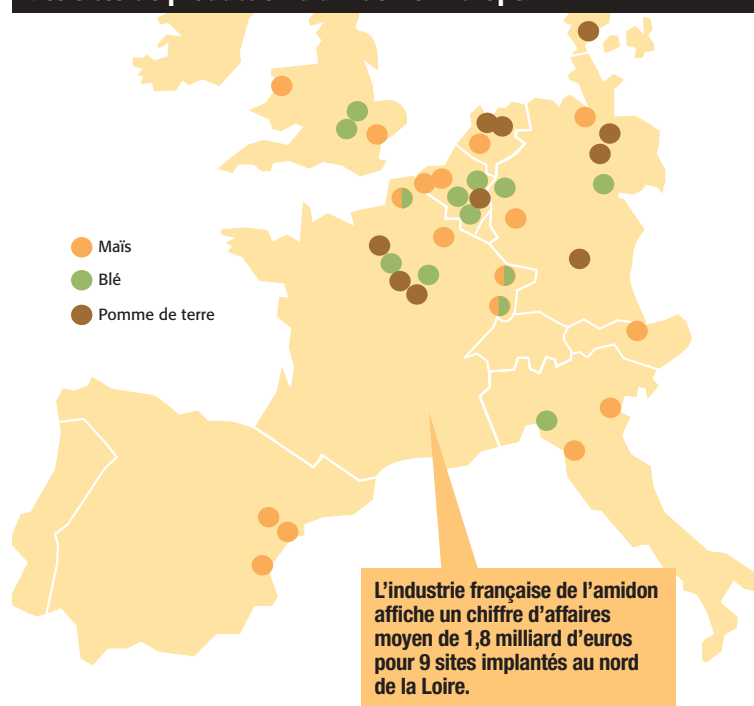 Maïs
Blé
Pomme de terre
L'industrie française de l'amidon
affiche un chiffre d'affaires
moyen de 1,8 milliard d'euros
pour 9 sites implantés au nord
de la Loire.